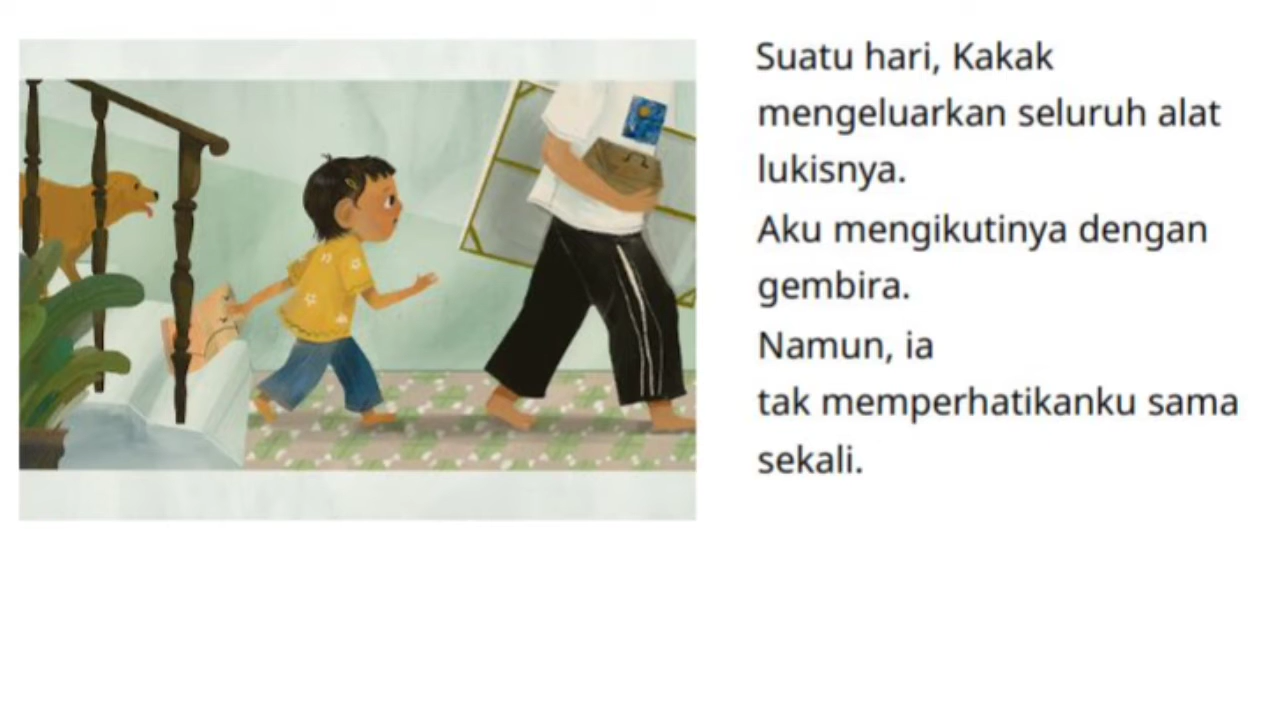 Suatu hari, Kakak
mengeluarkan seluruh alat
lukisnya.
Aku mengikutinya dengan
gembira.
Namun, ia
tak memperhatikanku sama
sekali.